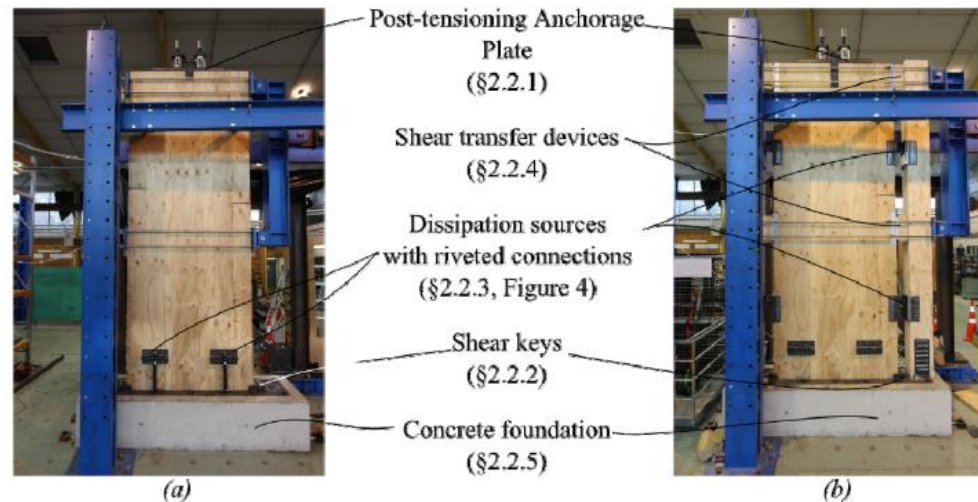 Post-tensioning Anchorage
Plate
(§2.2.1)
Shear transfer devices
(§2.2.4)
Dissipation sources
with riveted connections
(§2.2.3, Figure 4)
Shear keys
(§2.2.2)
Concrete foundation
(§2.2.5)
(a)
(b)